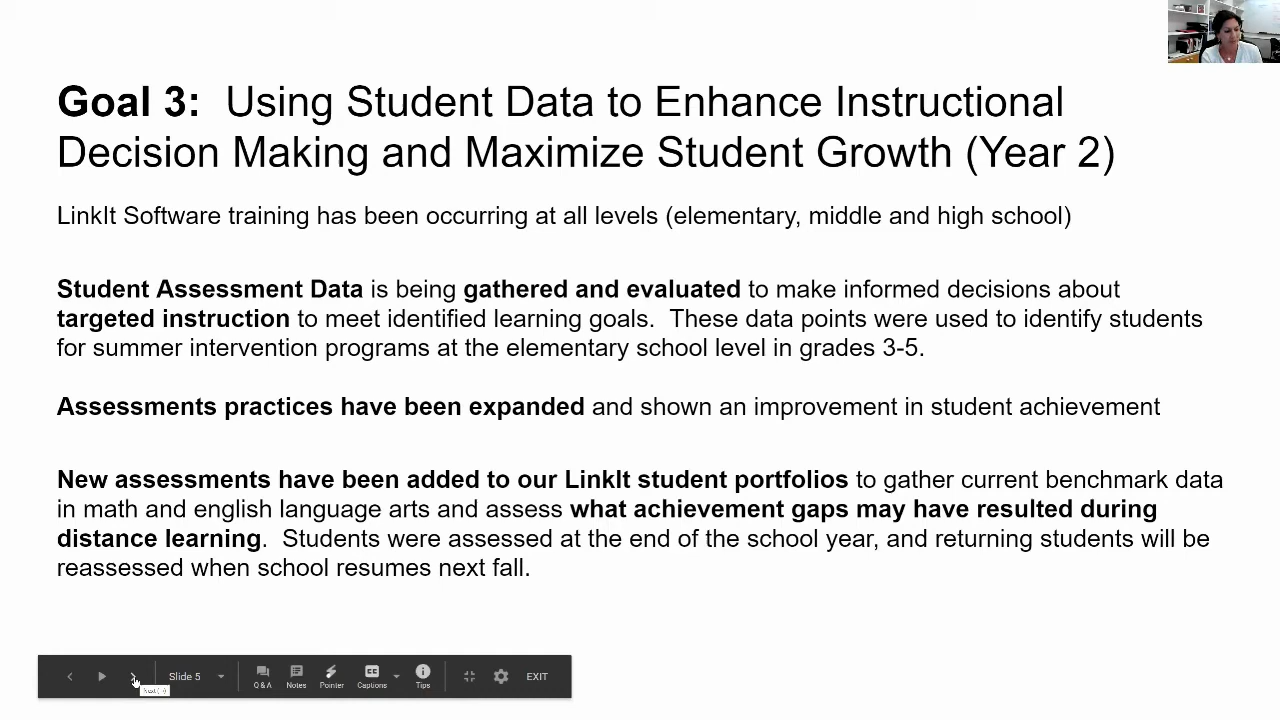 Goal 3:  Using Student Data to Enhance Instructional
Decision Making and Maximize Student Growth (Year 2)
LinkIt Software training has been occurring at all levels (elementary, middle and high school)
Student Assessment Data is being gathered and evaluated to make informed decisions about
targeted instruction to meet identified learning goals.  These data points were used to identify students
for summer intervention programs at the elementary school level in grades 3-5.
Assessments practices have been expanded and shown an improvement in student achievement
New assessments have been added to our LinkIt student portfolios to gather current benchmark data
in math and english language arts and assess what achievement gaps may have resulted during
distance learning.  Students were assessed at the end of the school year, and returning students will be
reassessed when school resumes next fall.
Slide 5
Q & A
Notes
Pointer
CC
Captions
Tips
EXIT
Next